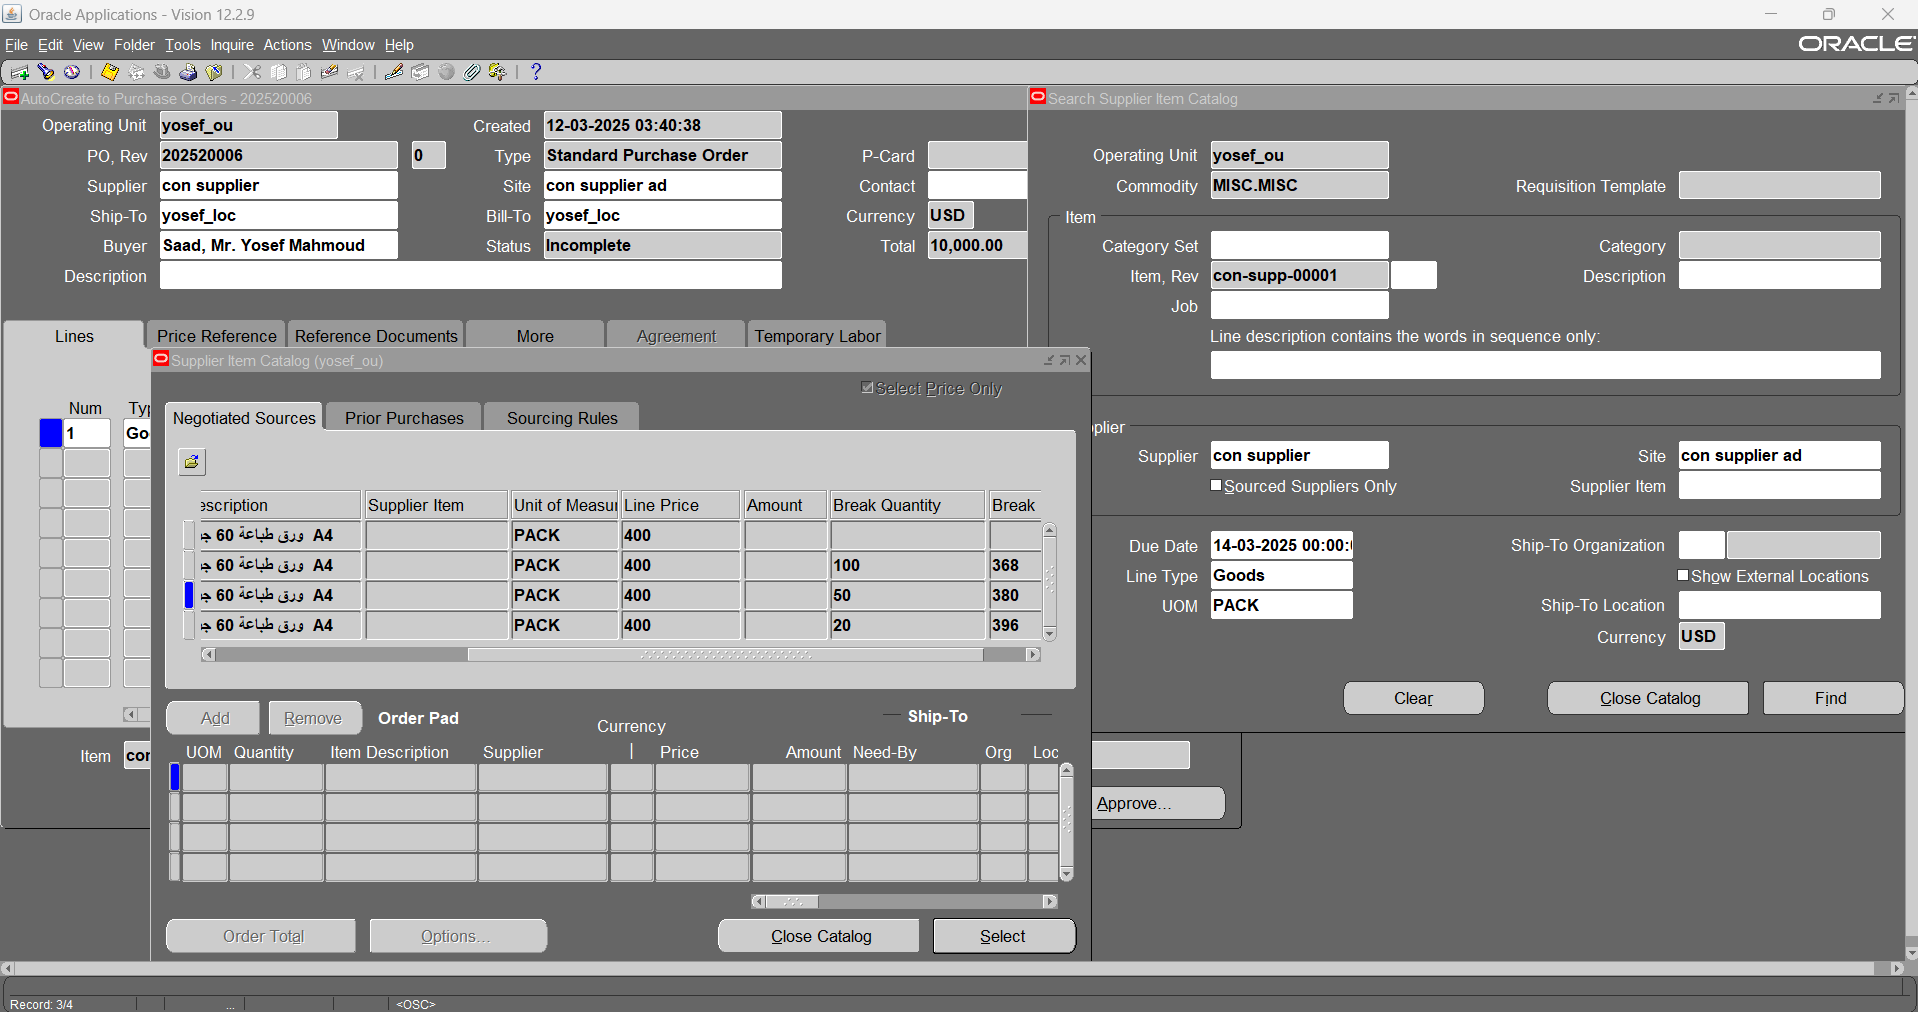 Oracle Applications - Vision 12.2.9
File Edit View Folder Tools Inquire Actions Window Help
ORACLE
AutoCreate to Purchase Orders - 202520006
Operating Unit yosef_ou
Created 12-03-2025 03:40:38
PO, Rev 202520006 0
Type Standard Purchase Order
P-Card
Supplier con supplier
Site con supplier ad
Contact
Ship-To yosef_loc
Bill-To yosef_loc
Currency USD
Buyer Saad, Mr. Yosef Mahmoud
Status Incomplete
Total 10,000.00
Description
Lines Price Reference Reference Documents More Agreement Temporary Labor
Num
1 Go
Item con
Approve...
Search Supplier Item Catalog
Operating Unit yosef_ou
Commodity MISC.MISC
Requisition Template
Item
Category Set
Category
Item, Rev con-supp-00001
Description
Job
Line description contains the words in sequence only:
plier
Supplier con supplier
Site con supplier ad
Sourced Suppliers Only
Supplier Item
Due Date 14-03-2025 00:00:
Ship-To Organization
Line Type Goods
Show External Locations
UOM PACK
Ship-To Location
Currency USD
Clear Close Catalog Find
Supplier Item Catalog (yosef_ou)
Select Price Only
Negotiated Sources Prior Purchases Sourcing Rules
escription Supplier Item Unit of Measur Line Price Amount Break Quantity Break
ورق طباعة 60 ج A4 PACK 400
ورق طباعة 60 ج A4 PACK 400 100 368
ورق طباعة 60 ج A4 PACK 400 50 380
ورق طباعة 60 ج A4 PACK 400 20 396
Add Remove Order Pad
Currency
Ship-To
UOM Quantity Item Description Supplier | Price Amount Need-By Org Loc
Order Total Options... Close Catalog Select
Record: 3/4 ... <OSC>